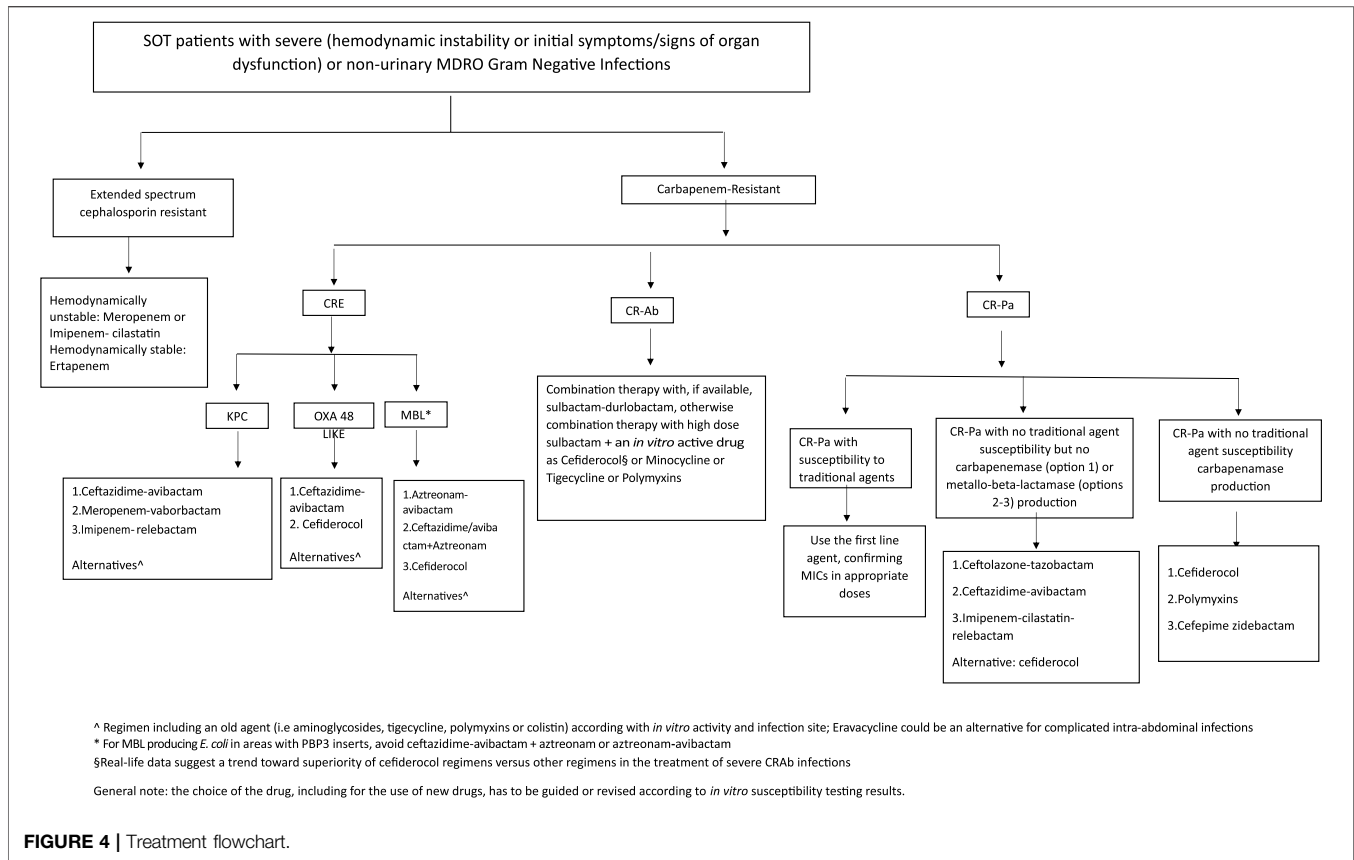 SOT patients with severe (hemodynamic instability or initial symptoms/signs of organ
dysfunction) or non-urinary MDRO Gram Negative Infections
Extended spectrum
cephalosporin resistant
Carbapenem-Resistant
Hemodynamically
unstable: Meropenem or
Imipenem- cilastatin
Hemodynamically stable:
Ertapenem
CRE
CR-Ab
CR-Pa
KPC
OXA 48
LIKE
MBL*
1.Ceftazidime-avibactam
2.Meropenem-vaborbactam
3.Imipenem- relebactam
Alternatives^
1.Ceftazidime-
avibactam
2. Cefiderocol
Alternatives^
1.Aztreonam-
avibactam
2.Ceftazidime/aviba
ctam+Aztreonam
3.Cefiderocol
Alternatives^
Combination therapy with, if available,
sulbactam-durlobactam, otherwise
combination therapy with high dose
sulbactam + an in vitro active drug
as Cefiderocol§ or Minocycline or
Tigecycline or Polymyxins
CR-Pa with
susceptibility to
traditional agents
Use the first line
agent, confirming
MICs in appropriate
doses
CR-Pa with no traditional agent
susceptibility but no
carbapenemase (option 1) or
metallo-beta-lactamase (options
2-3) production
1.Ceftolazone-tazobactam
2.Ceftazidime-avibactam
3.Imipenem-cilastatin-
relebactam
Alternative: cefiderocol
CR-Pa with no traditional
agent susceptibility
carbapenamase
production
1.Cefiderocol
2.Polymyxins
3.Cefepime zidebactam
^ Regimen including an old agent (i.e aminoglycosides, tigecycline, polymyxins or colistin) according with in vitro activity and infection site; Eravacycline could be an alternative for complicated intra-abdominal infections
* For MBL producing E. coli in areas with PBP3 inserts, avoid ceftazidime-avibactam + aztreonam or aztreonam-avibactam
§Real-life data suggest a trend toward superiority of cefiderocol regimens versus other regimens in the treatment of severe CRAb infections
General note: the choice of the drug, including for the use of new drugs, has to be guided or revised according to in vitro susceptibility testing results.
FIGURE 4 | Treatment flowchart.